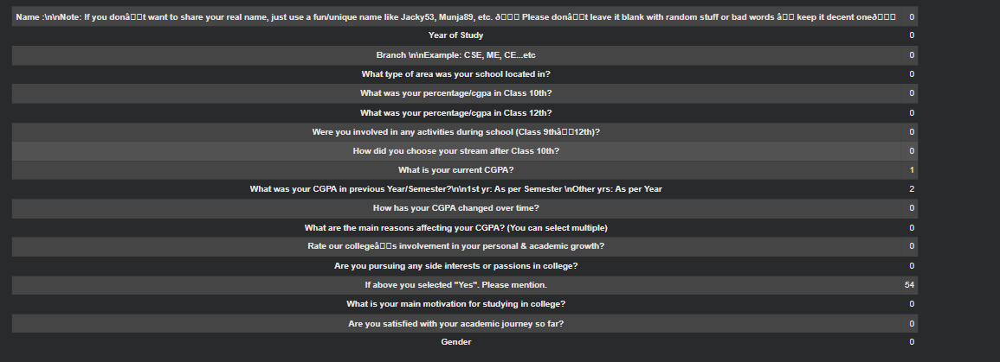 Name :\n\nNote: If you donâ□□t want to share your real name, just use a fun/unique name like Jacky53, Munja89, etc. ð□□□ Please donâ□□t leave it blank with random stuff or bad words â□□ keep it decent oneð□□□ 0
Year of Study 0
Branch \n\nExample: CSE, ME, CE...etc 0
What type of area was your school located in? 0
What was your percentage/cgpa in Class 10th? 0
What was your percentage/cgpa in Class 12th? 0
Were you involved in any activities during school (Class 9thâ□□12th)? 0
How did you choose your stream after Class 10th? 0
What is your current CGPA? 1
What was your CGPA in previous Year/Semester?\n\n1st yr: As per Semester \nOther yrs: As per Year 2
How has your CGPA changed over time? 0
What are the main reasons affecting your CGPA? (You can select multiple) 0
Rate our collegeâ□□s involvement in your personal & academic growth? 0
Are you pursuing any side interests or passions in college? 0
If above you selected "Yes". Please mention. 54
What is your main motivation for studying in college? 0
Are you satisfied with your academic journey so far? 0
Gender 0